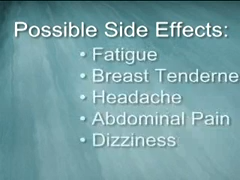 Possible Side Effects:
• Fatigue
• Breast Tenderne
• Headache
• Abdominal Pain
• Dizziness